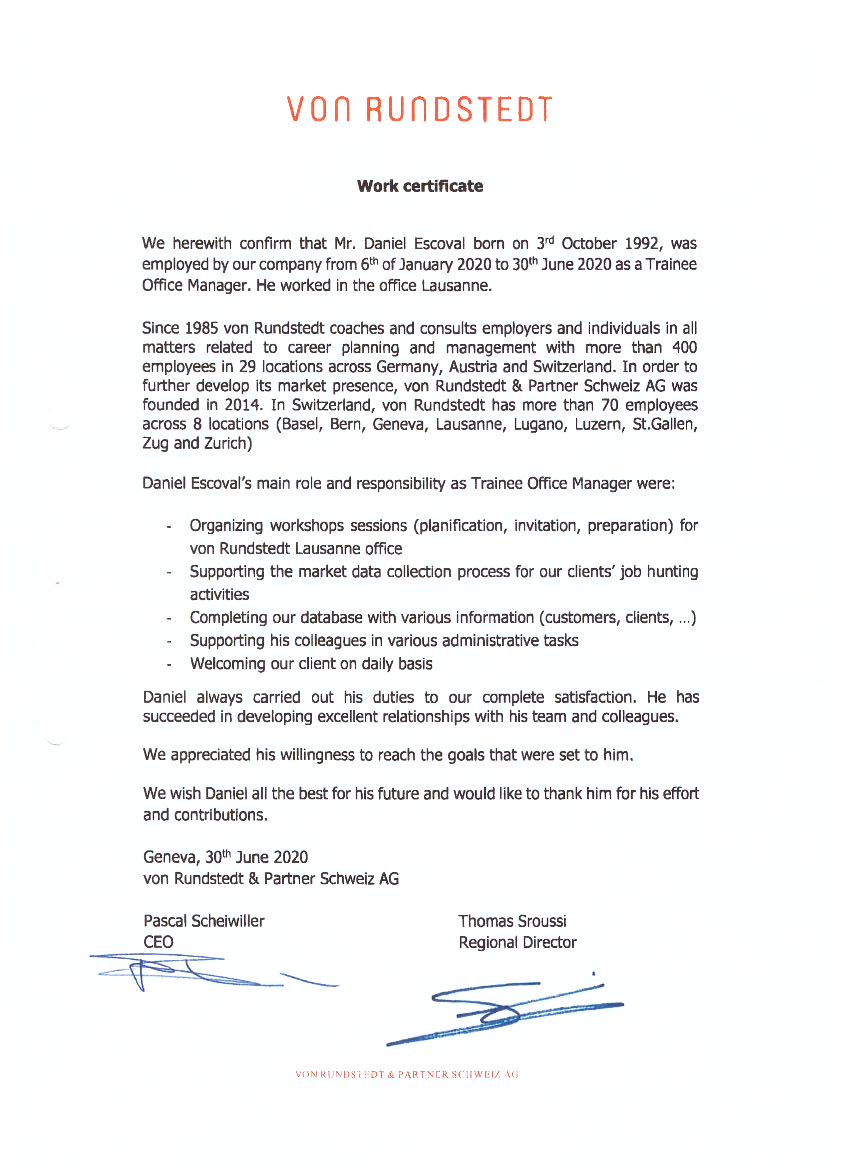 VON RUNDSTEDT
Work certificate
We herewith confirm that Mr. Daniel Escoval born on 3rd October 1992, was
employed by our company from 6th of January 2020 to 30th June 2020 as a Trainee
Office Manager. He worked in the office Lausanne.
Since 1985 von Rundstedt coaches and consults employers and individuals in all
matters related to career planning and management with more than 400
employees in 29 locations across Germany, Austria and Switzerland. In order to
further develop its market presence, von Rundstedt & Partner Schweiz AG was
founded in 2014. In Switzerland, von Rundstedt has more than 70 employees
across 8 locations (Basel, Bern, Geneva, Lausanne, Lugano, Luzern, St.Gallen,
Zug and Zurich)
Daniel Escoval's main role and responsibility as Trainee Office Manager were:
- Organizing workshops sessions (planification, invitation, preparation) for
von Rundstedt Lausanne office
- Supporting the market data collection process for our clients' job hunting
activities
- Completing our database with various information (customers, clients, ...)
- Supporting his colleagues in various administrative tasks
- Welcoming our client on daily basis
Daniel always carried out his duties to our complete satisfaction. He has
succeeded in developing excellent relationships with his team and colleagues.
We appreciated his willingness to reach the goals that were set to him.
We wish Daniel all the best for his future and would like to thank him for his effort
and contributions.
Geneva, 30th June 2020
von Rundstedt & Partner Schweiz AG
Pascal Scheiwiller
CEO
Thomas Sroussi
Regional Director
VON RUNDSTEDT & PARTNER SCHWEIZ AG